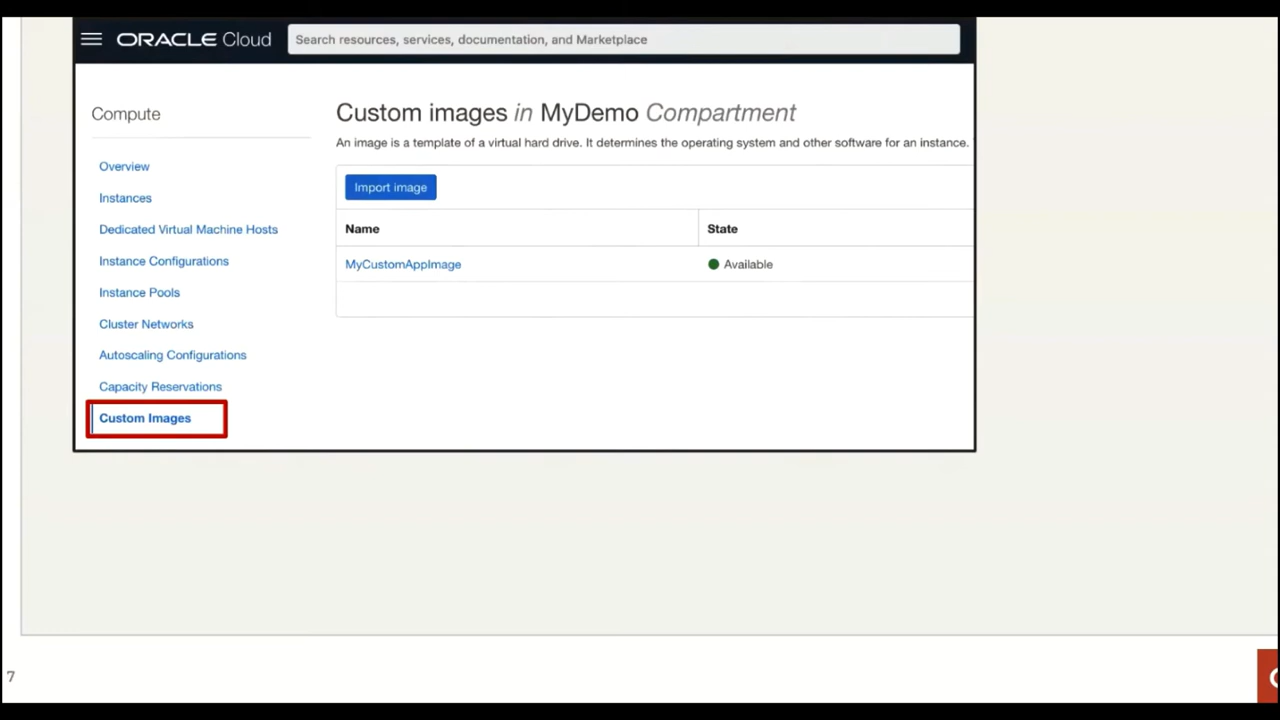 ORACLE Cloud
Search resources, services, documentation, and Marketplace
Compute
Overview
Instances
Dedicated Virtual Machine Hosts
Instance Configurations
Instance Pools
Cluster Networks
Autoscaling Configurations
Capacity Reservations
Custom Images
Custom images in MyDemo Compartment
An image is a template of a virtual hard drive. It determines the operating system and other software for an instance.
Import image
Name State
MyCustomAppImage Available
7